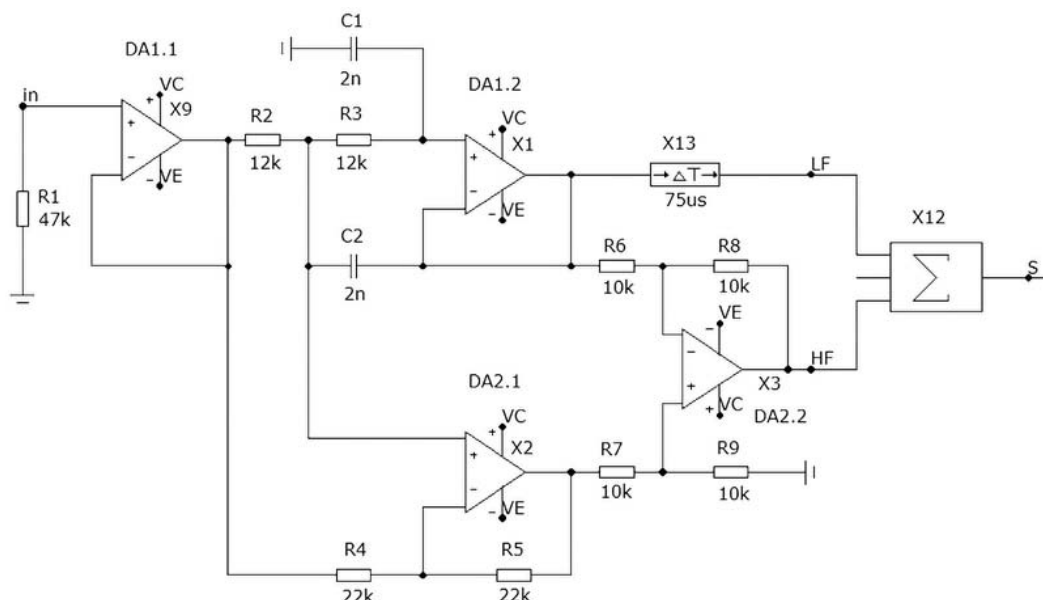 C1
2n
DA1.1
in
VC
X9
VE
R1
47k
R2
12k
R3
12k
DA1.2
VC
X1
VE
X13
ΔT
75us
LF
X12
Σ
S
C2
2n
R6
10k
R8
10k
VE
X3
HF
VC
DA2.2
DA2.1
VC
X2
VE
R7
10k
R9
10k
R4
22k
R5
22k